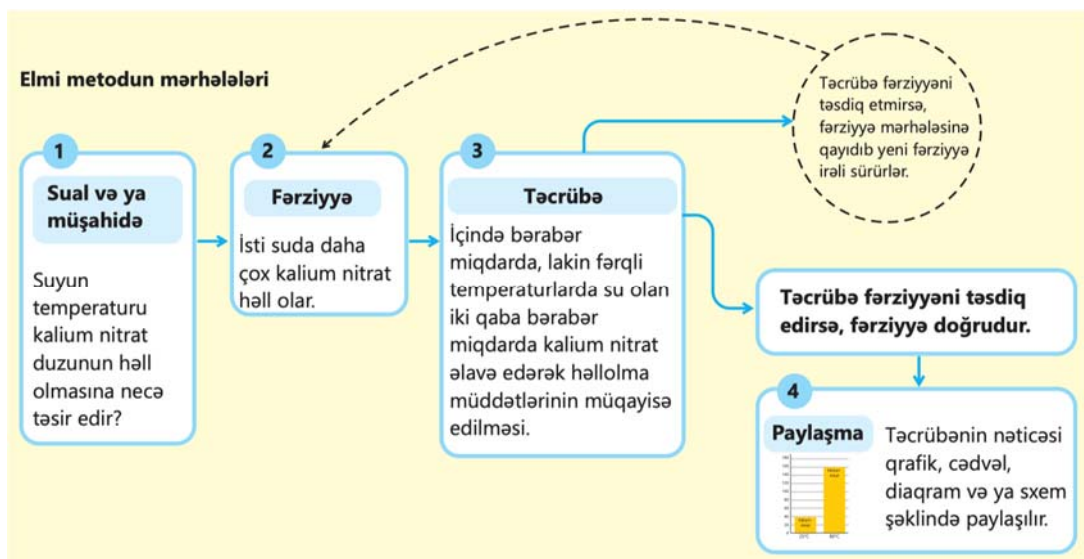 Elmi metodun mərhələləri
1
Sual və ya
müşahidə
Suyun
temperaturu
kalium nitrat
duzunun həll
olmasına necə
təsir edir?
2
Fərziyyə
İsti suda daha
çox kalium nitrat
həll olar.
3
Təcrübə
İçində bərabər
miqdarda, lakin fərqli
temperaturlarda su olan
iki qaba bərabər
miqdarda kalium nitrat
əlavə edərək həllolma
müddətlərinin müqayisə
edilməsi.
Təcrübə fərziyyəni
təsdiq etmirsə,
fərziyyə mərhələsinə
qayıdıb yeni fərziyyə
irəli sürürlər.
Təcrübə fərziyyəni təsdiq
edirsə, fərziyyə doğrudur.
4
Paylaşma
Təcrübənin nəticəsi
qrafik, cədvəl,
diaqram və ya sxem
şəklində paylaşılır.